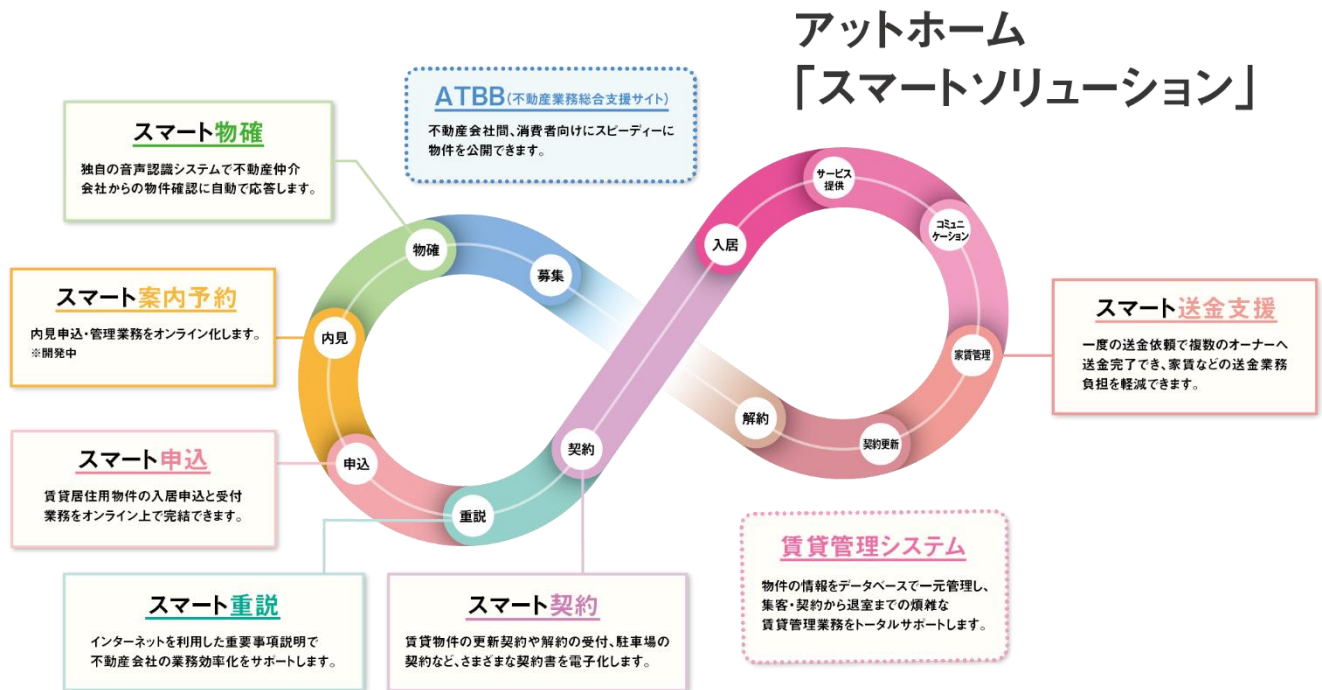 アットホーム
「スマートソリューション」
ATBB(不動産業務総合支援サイト)
不動産会社間、消費者向けにスピーディーに
物件を公開できます。
スマート物確
独自の音声認識システムで不動産仲介
会社からの物件確認に自動で応答します。
スマート案内予約
内見申込・管理業務をオンライン化します。
※開発中
スマート申込
賃貸居住用物件の入居申込と受付
業務をオンライン上で完結できます。
スマート重説
インターネットを利用した重要事項説明で
不動産会社の業務効率化をサポートします。
スマート契約
賃貸物件の更新契約や解約の受付、駐車場の
契約など、さまざまな契約書を電子化します。
募集
物確
内見
申込
重説
契約
入居
サービス
提供
コミュニ
ケーション
家賃管理
契約更新
解約
スマート送金支援
一度の送金依頼で複数のオーナーへ
送金完了でき、家賃などの送金業務
負担を軽減できます。
賃貸管理システム
物件の情報をデータベースで一元管理し、
集客・契約から退室までの煩雑な
賃貸管理業務をトータルサポートします。